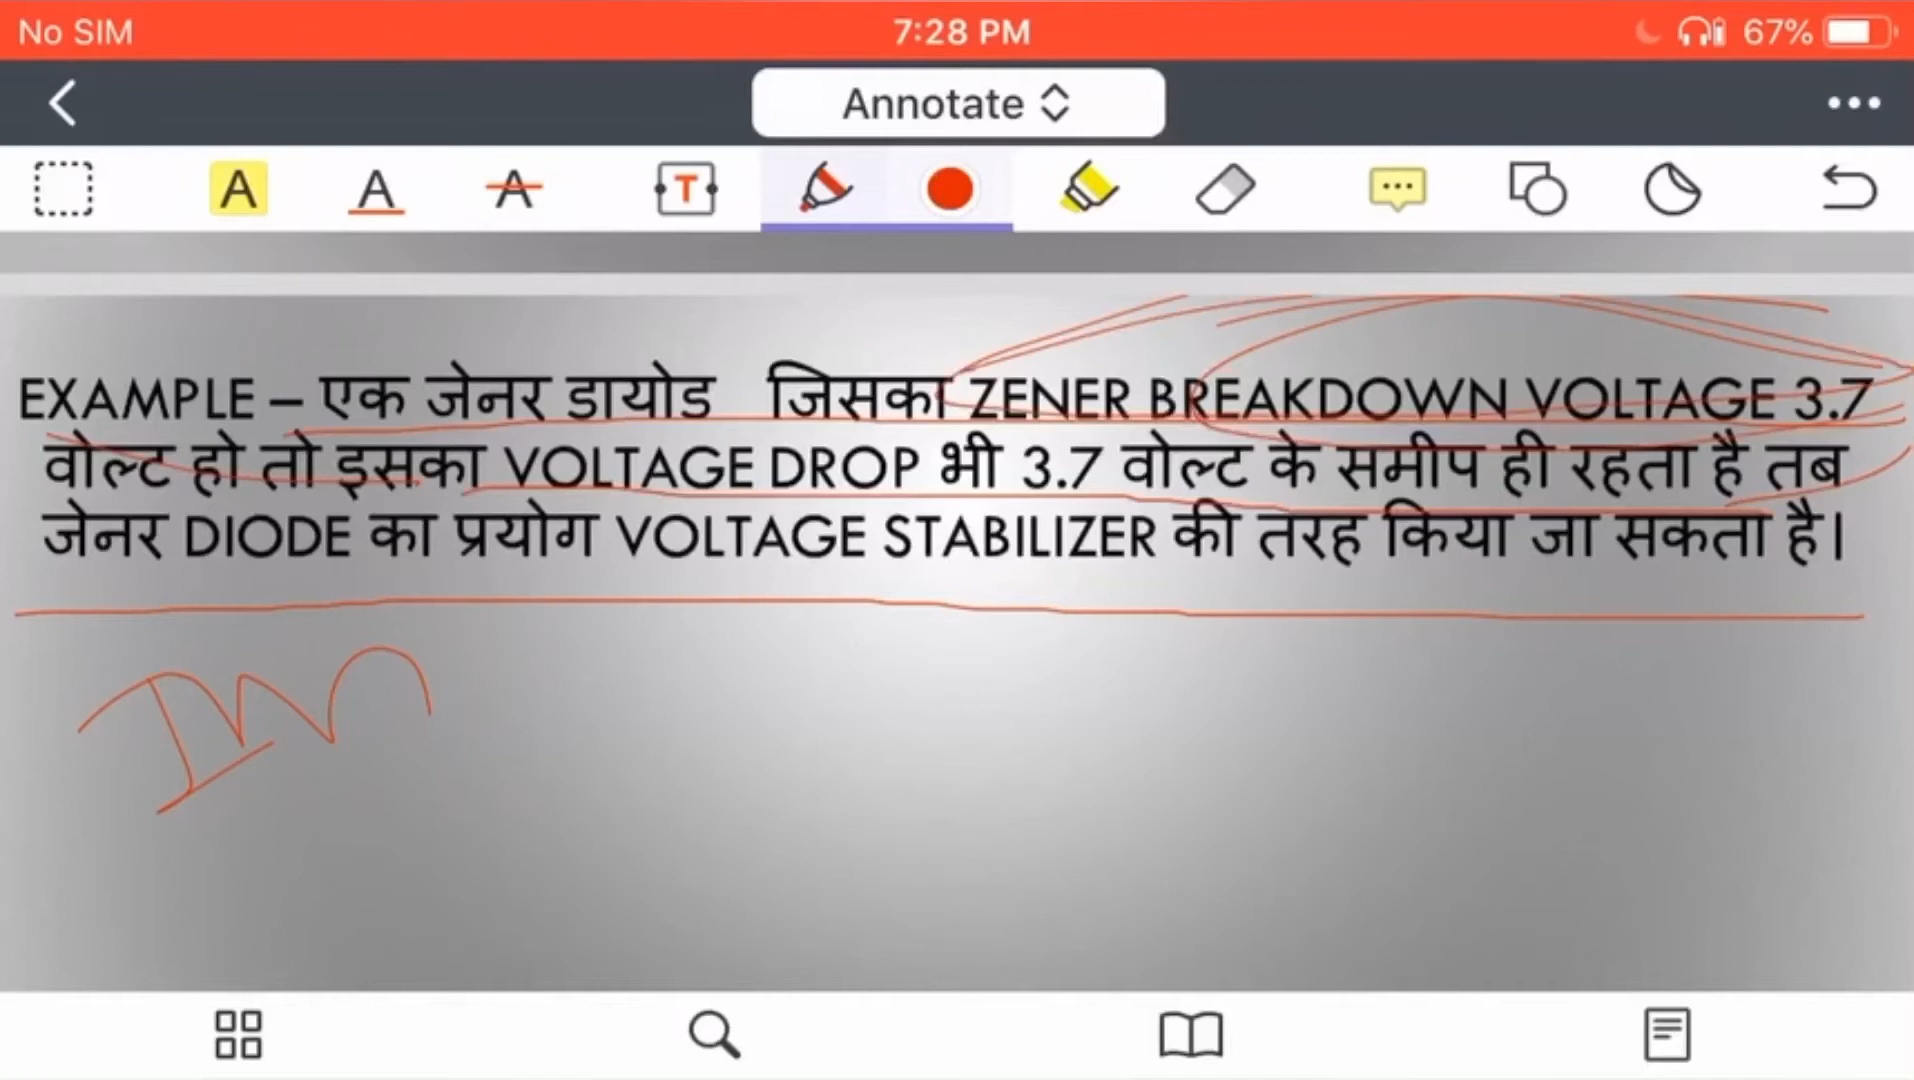 No SIM 7:28 PM 67%
Annotate
A A A T
EXAMPLE – एक जेनर डायोड जिसका ZENER BREAKDOWN VOLTAGE 3.7
वोल्ट हो तो इसका VOLTAGE DROP भी 3.7 वोल्ट के समीप ही रहता है तब
जेनर DIODE का प्रयोग VOLTAGE STABILIZER की तरह किया जा सकता है।